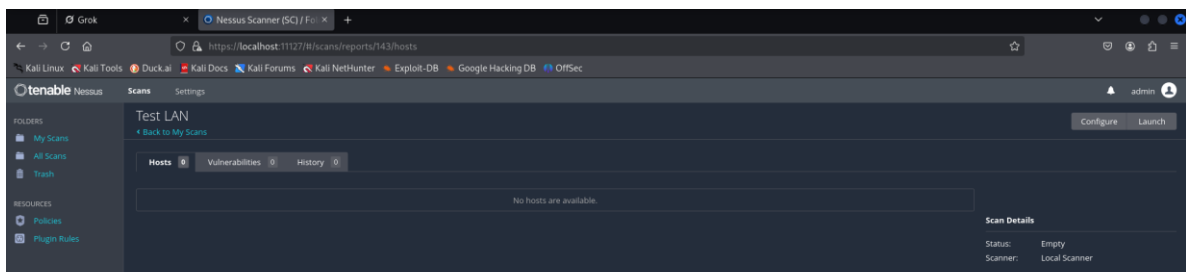 Grok
Nessus Scanner (SC) / Fol
https://localhost:11127/#/scans/reports/143/hosts
Kali Linux Kali Tools Duck.ai Kali Docs Kali Forums Kali NetHunter Exploit-DB Google Hacking DB OffSec
tenable Nessus Scans Settings admin
FOLDERS
My Scans
All Scans
Trash
RESOURCES
Policies
Plugin Rules
Test LAN
Back to My Scans
Configure Launch
Hosts 0 Vulnerabilities 0 History 0
No hosts are available.
Scan Details
Status: Empty
Scanner: Local Scanner